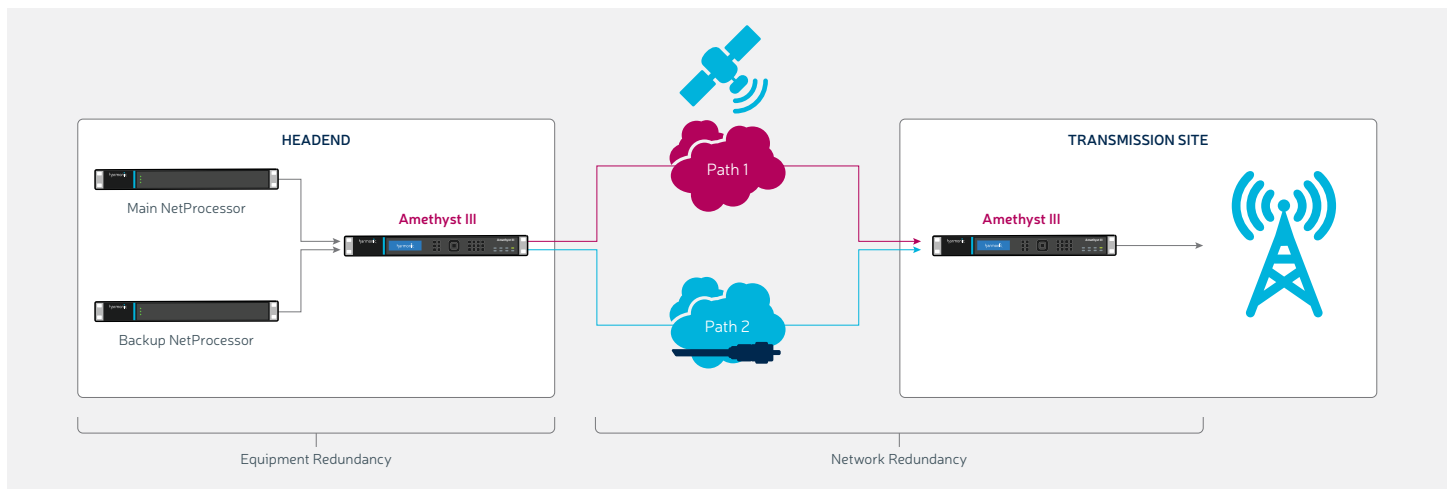 HEADEND
TRANSMISSION SITE
Main NetProcessor
Backup NetProcessor
Amethyst III
harmonic
Path 1
Path 2
Amethyst III
Equipment Redundancy
Network Redundancy